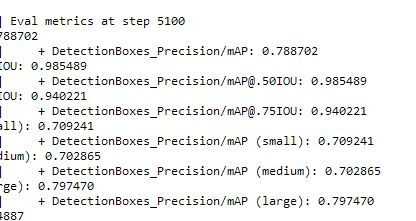 | Eval metrics at step 5100
788702
| + DetectionBoxes_Precision/mAP: 0.788702
IOU: 0.985489
| + DetectionBoxes_Precision/mAP@.50IOU: 0.985489
IOU: 0.940221
| + DetectionBoxes_Precision/mAP@.75IOU: 0.940221
all): 0.709241
| + DetectionBoxes_Precision/mAP (small): 0.709241
dium): 0.702865
| + DetectionBoxes_Precision/mAP (medium): 0.702865
rge): 0.797470
| + DetectionBoxes_Precision/mAP (large): 0.797470
4887